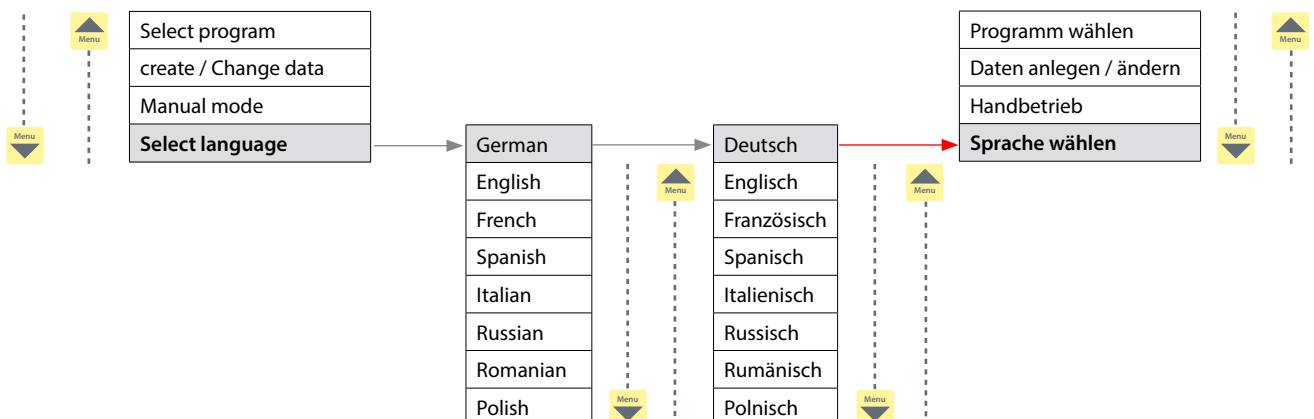 Menu
Menu
Select program
create / Change data
Manual mode
Select language
German
English
French
Spanish
Italian
Russian
Romanian
Polish
Menu
Menu
Deutsch
Englisch
Französisch
Spanisch
Italienisch
Russisch
Rumänisch
Polnisch
Menu
Menu
Programm wählen
Daten anlegen / ändern
Handbetrieb
Sprache wählen
Menu
Menu